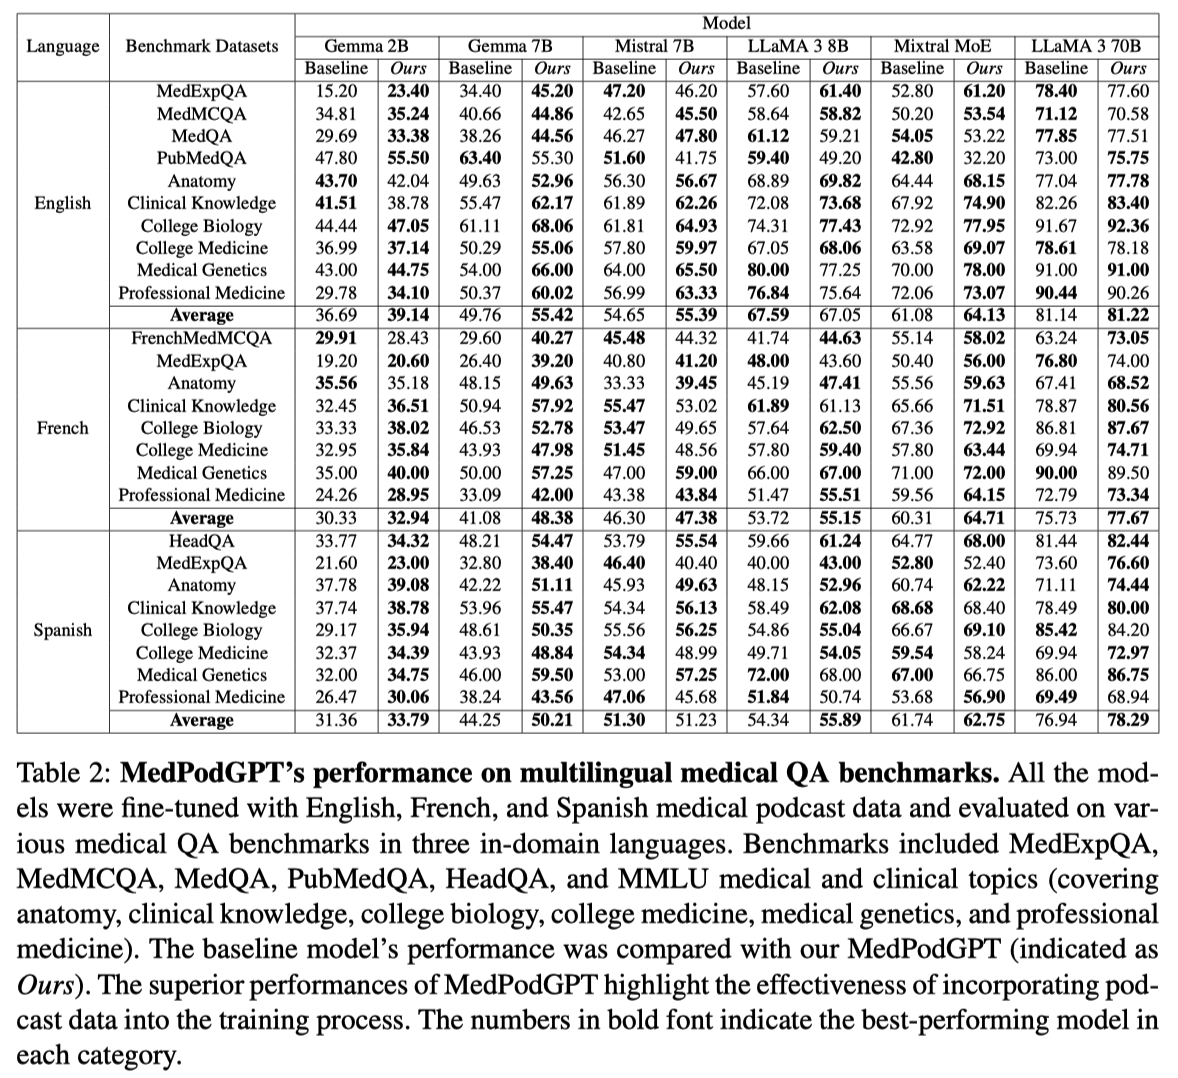 Model
Language Benchmark Datasets Gemma 2B Gemma 7B Mistral 7B LLaMA 3 8B Mixtral MoE LLaMA 3 70B
Baseline Ours Baseline Ours Baseline Ours Baseline Ours Baseline Ours Baseline Ours
MedExpQA 15.20 23.40 34.40 45.20 47.20 46.20 57.60 61.40 52.80 61.20 78.40 77.60
MedMCQA 34.81 35.24 40.66 44.86 42.65 45.50 58.64 58.82 50.20 53.54 71.12 70.58
MedQA 29.69 33.38 38.26 44.56 46.27 47.80 61.12 59.21 54.05 53.22 77.85 77.51
PubMedQA 47.80 55.50 63.40 55.30 51.60 41.75 59.40 49.20 42.80 32.20 73.00 75.75
Anatomy 43.70 42.04 49.63 52.96 56.30 56.67 68.89 69.82 64.44 68.15 77.04 77.78
English Clinical Knowledge 41.51 38.78 55.47 62.17 61.89 62.26 72.08 73.68 67.92 74.90 82.26 83.40
College Biology 44.44 47.05 61.11 68.06 61.81 64.93 74.31 77.43 72.92 77.95 91.67 92.36
College Medicine 36.99 37.14 50.29 55.06 57.80 59.97 67.05 68.06 63.58 69.07 78.61 78.18
Medical Genetics 43.00 44.75 54.00 66.00 64.00 65.50 80.00 77.25 70.00 78.00 91.00 91.00
Professional Medicine 29.78 34.10 50.37 60.02 56.99 63.33 76.84 75.64 72.06 73.07 90.44 90.26
Average 36.69 39.14 49.76 55.42 54.65 55.39 67.59 67.05 61.08 64.13 81.14 81.22
FrenchMedMCQA 29.91 28.43 29.60 40.27 45.48 44.32 41.74 44.63 55.14 58.02 63.24 73.05
MedExpQA 19.20 20.60 26.40 39.20 40.80 41.20 48.00 43.60 50.40 56.00 76.80 74.00
Anatomy 35.56 35.18 48.15 49.63 33.33 39.45 45.19 47.41 55.56 59.63 67.41 68.52
Clinical Knowledge 32.45 36.51 50.94 57.92 55.47 53.02 61.89 61.13 65.66 71.51 78.87 80.56
French College Biology 33.33 38.02 46.53 52.78 53.47 49.65 57.64 62.50 67.36 72.92 86.81 87.67
College Medicine 32.95 35.84 43.93 47.98 51.45 48.56 57.80 59.40 57.80 63.44 69.94 74.71
Medical Genetics 35.00 40.00 50.00 57.25 47.00 59.00 66.00 67.00 71.00 72.00 90.00 89.50
Professional Medicine 24.26 28.95 33.09 42.00 43.38 43.84 51.47 55.51 59.56 64.15 72.79 73.34
Average 30.33 32.94 41.08 48.38 46.30 47.38 53.72 55.15 60.31 64.71 75.73 77.67
HeadQA 33.77 34.32 48.21 54.47 53.79 55.54 59.66 61.24 64.77 68.00 81.44 82.44
MedExpQA 21.60 23.00 32.80 38.40 46.40 40.40 40.00 43.00 52.80 52.40 73.60 76.60
Anatomy 37.78 39.08 42.22 51.11 45.93 49.63 48.15 52.96 60.74 62.22 71.11 74.44
Clinical Knowledge 37.74 38.78 53.96 55.47 54.34 56.13 58.49 62.08 68.68 68.40 78.49 80.00
Spanish College Biology 29.17 35.94 48.61 50.35 55.56 56.25 54.86 55.04 66.67 69.10 85.42 84.20
College Medicine 32.37 34.39 43.93 48.84 54.34 48.99 49.71 54.05 59.54 58.24 69.94 72.97
Medical Genetics 32.00 34.75 46.00 59.50 53.00 57.25 72.00 68.00 67.00 66.75 86.00 86.75
Professional Medicine 26.47 30.06 38.24 43.56 47.06 45.68 51.84 50.74 53.68 56.90 69.49 68.94
Average 31.36 33.79 44.25 50.21 51.30 51.23 54.34 55.89 61.74 62.75 76.94 78.29
Table 2: MedPodGPT's performance on multilingual medical QA benchmarks. All the mod-
els were fine-tuned with English, French, and Spanish medical podcast data and evaluated on var-
ious medical QA benchmarks in three in-domain languages. Benchmarks included MedExpQA,
MedMCQA, MedQA, PubMedQA, HeadQA, and MMLU medical and clinical topics (covering
anatomy, clinical knowledge, college biology, college medicine, medical genetics, and professional
medicine). The baseline model's performance was compared with our MedPodGPT (indicated as
Ours). The superior performances of MedPodGPT highlight the effectiveness of incorporating pod-
cast data into the training process. The numbers in bold font indicate the best-performing model in
each category.